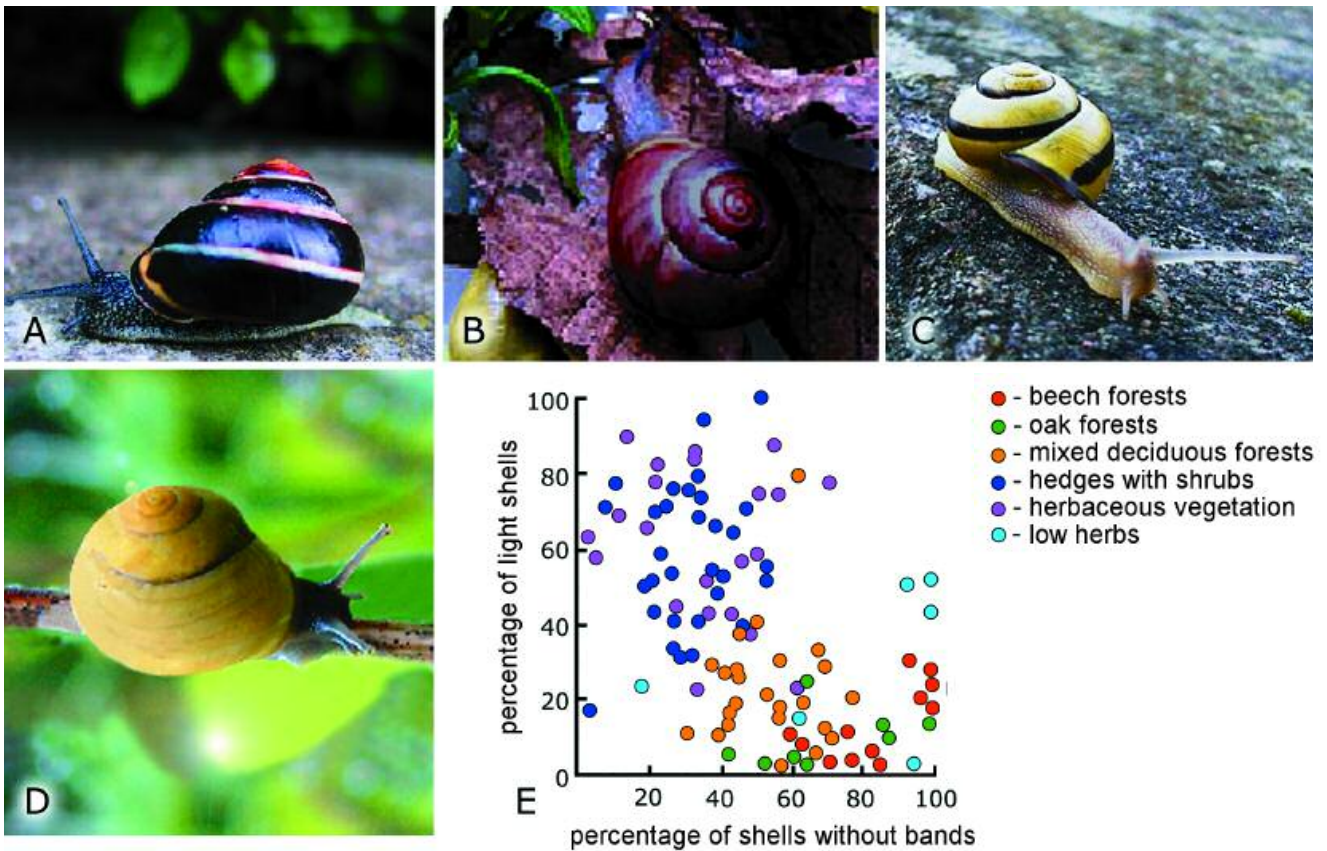 A
B
C
D
E
percentage of light shells
100
80
60
40
20
0
20 40 60 80 100
percentage of shells without bands
- beech forests
- oak forests
- mixed deciduous forests
- hedges with shrubs
- herbaceous vegetation
- low herbs